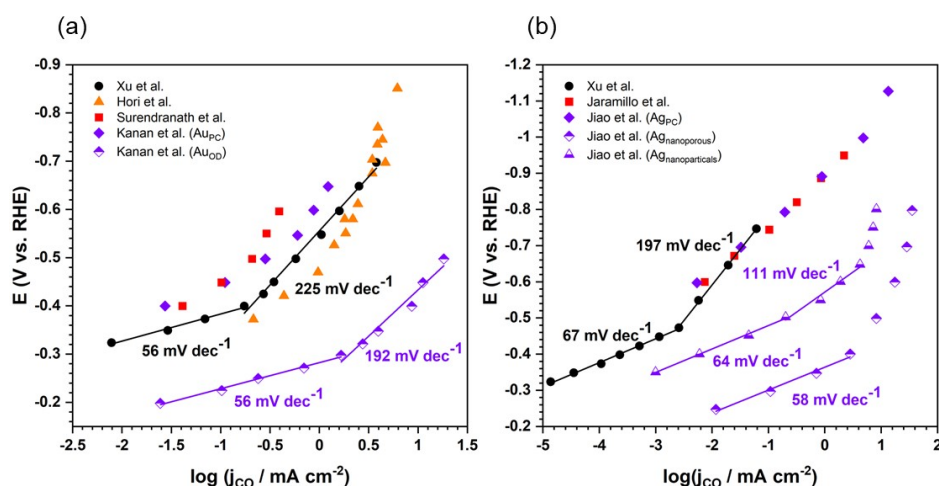 (a)
-0.9
-0.8
-0.7
-0.6
-0.5
-0.4
-0.3
-0.2
E (V vs. RHE)
Xu et al.
Hori et al.
Surendranath et al.
Kanan et al. (AuPC)
Kanan et al. (AuOD)
225 mV dec-1
56 mV dec-1
192 mV dec-1
56 mV dec-1
-2.5 -2.0 -1.5 -1.0 -0.5 0.0 0.5 1.0 1.5
log (jCO / mA cm-2)
(b)
-1.2
-1.1
-1
-0.9
-0.8
-0.7
-0.6
-0.5
-0.4
-0.3
-0.2
E (V vs. RHE)
Xu et al.
Jaramillo et al.
Jiao et al. (AgPC)
Jiao et al. (Agnanoporous)
Jiao et al. (Agnanoparticals)
197 mV dec-1
111 mV dec-1
67 mV dec-1
64 mV dec-1
58 mV dec-1
-5 -4 -3 -2 -1 0 1 2
log (jCO / mA cm-2)